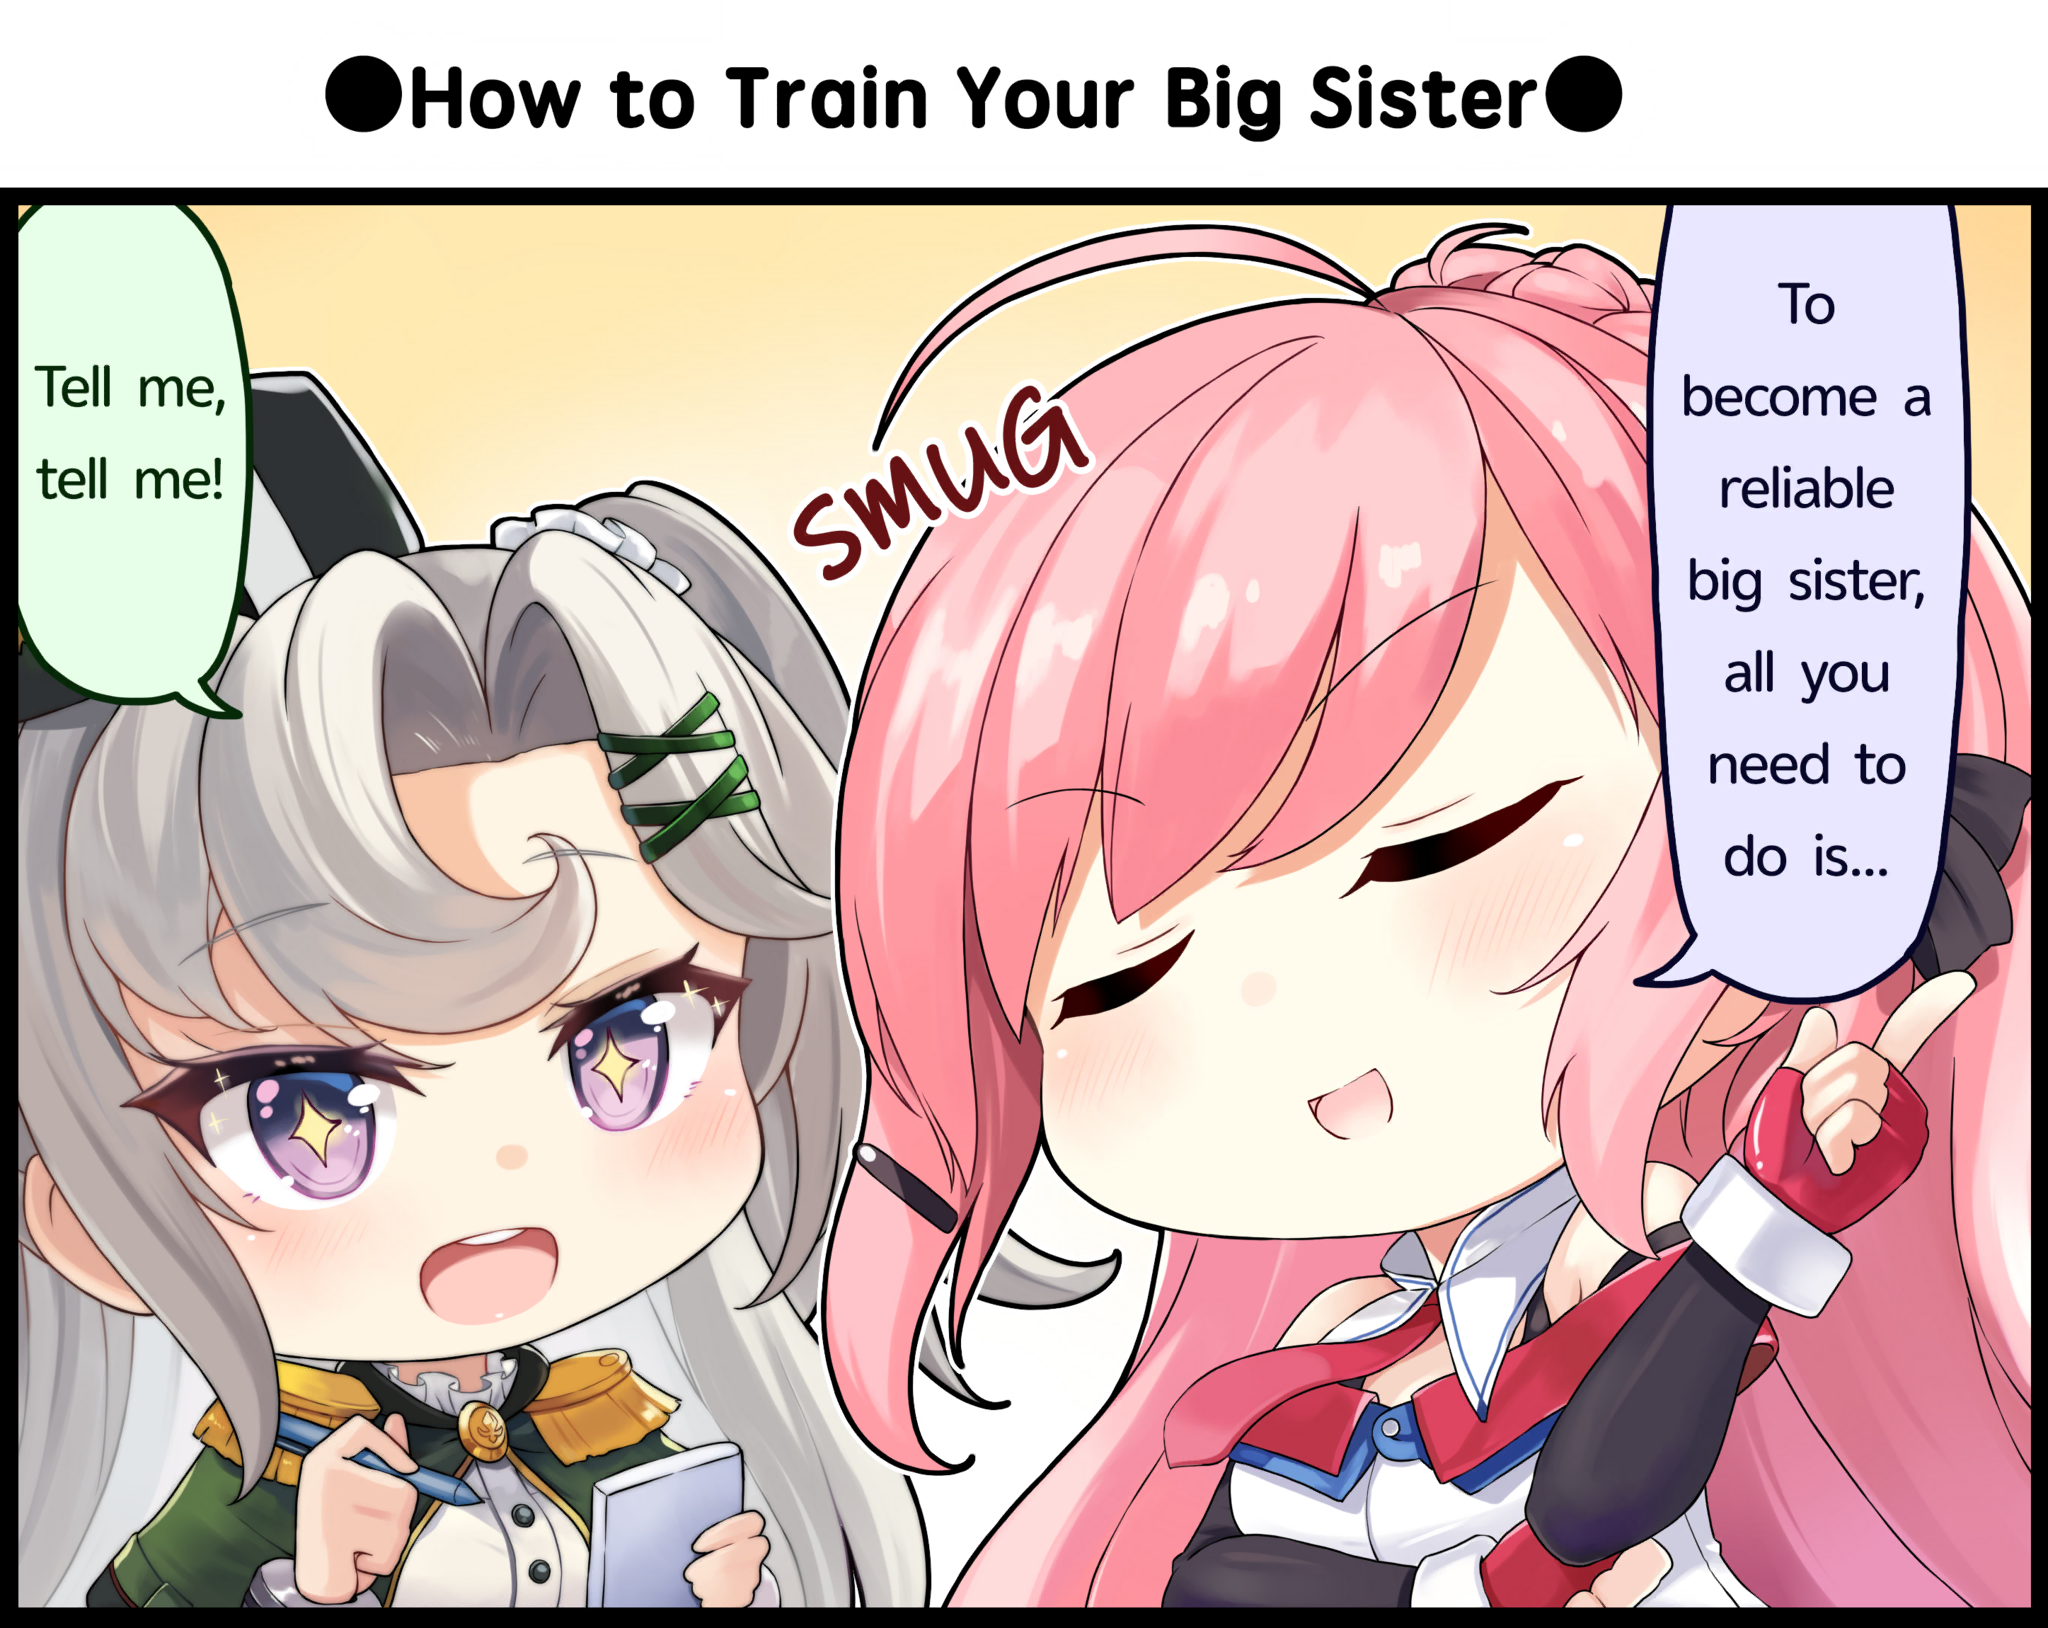 ●How to Train Your Big Sister●
Tell me,
tell me!
SMUG
To
become a
reliable
big sister,
all you
need to
do is...